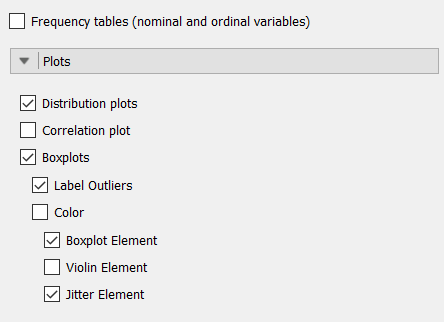 Frequency tables (nominal and ordinal variables)
Plots
Distribution plots
Correlation plot
Boxplots
Label Outliers
Color
Boxplot Element
Violin Element
Jitter Element